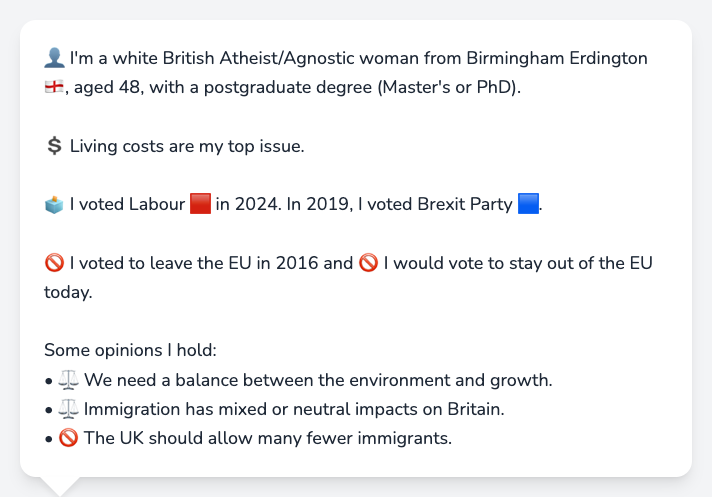 👤 I'm a white British Atheist/Agnostic woman from Birmingham Erdington
🏴󠁧󠁢󠁥󠁮󠁧󠁿, aged 48, with a postgraduate degree (Master's or PhD).
💲 Living costs are my top issue.
🗳️ I voted Labour 🟥 in 2024. In 2019, I voted Brexit Party 🟦.
🚫 I voted to leave the EU in 2016 and 🚫 I would vote to stay out of the EU
today.
Some opinions I hold:
• ⚖️ We need a balance between the environment and growth.
• ⚖️ Immigration has mixed or neutral impacts on Britain.
• 🚫 The UK should allow many fewer immigrants.